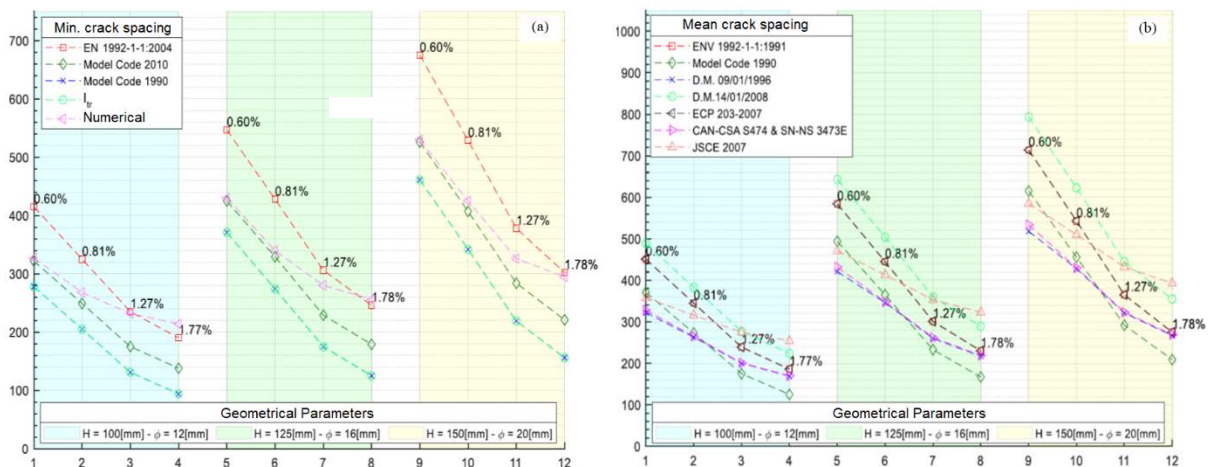 (a)
Min. crack spacing
EN 1992-1-1:2004
Model Code 2010
Model Code 1990
I_tr
Numerical
700
600
500
400
300
200
100
0
0.60%
0.81%
1.27%
1.77%
0.60%
0.81%
1.27%
1.78%
0.60%
0.81%
1.27%
1.78%
Geometrical Parameters
H = 100[mm] - ϕ = 12[mm] H = 125[mm] - ϕ = 16[mm] H = 150[mm] - ϕ = 20[mm]
1 2 3 4 5 6 7 8 9 10 11 12
(b)
Mean crack spacing
ENV 1992-1-1:1991
Model Code 1990
D.M. 09/01/1996
D.M.14/01/2008
ECP 203-2007
CAN-CSA S474 & SN-NS 3473E
JSCE 2007
1000
900
800
700
600
500
400
300
200
100
0
0.60%
0.81%
1.27%
1.77%
0.60%
0.81%
1.27%
1.78%
0.60%
0.81%
1.27%
1.78%
Geometrical Parameters
H = 100[mm] - ϕ = 12[mm] H = 125[mm] - ϕ = 16[mm] H = 150[mm] - ϕ = 20[mm]
1 2 3 4 5 6 7 8 9 10 11 12